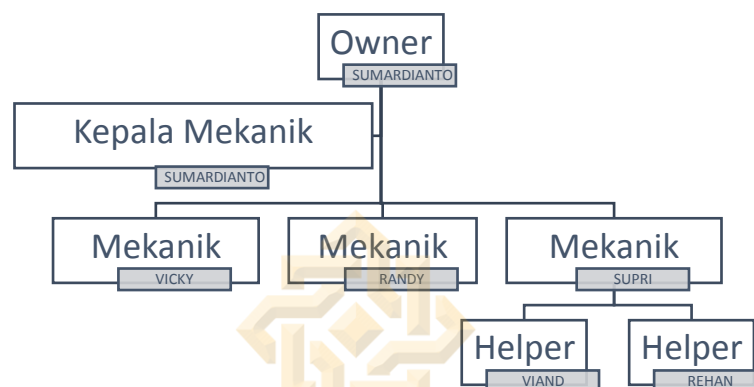 Owner
SUMARDIANTO
Kepala Mekanik
SUMARDIANTO
Mekanik
VICKY
Mekanik
RANDY
Mekanik
SUPRI
Helper
VIAND
Helper
REHAN